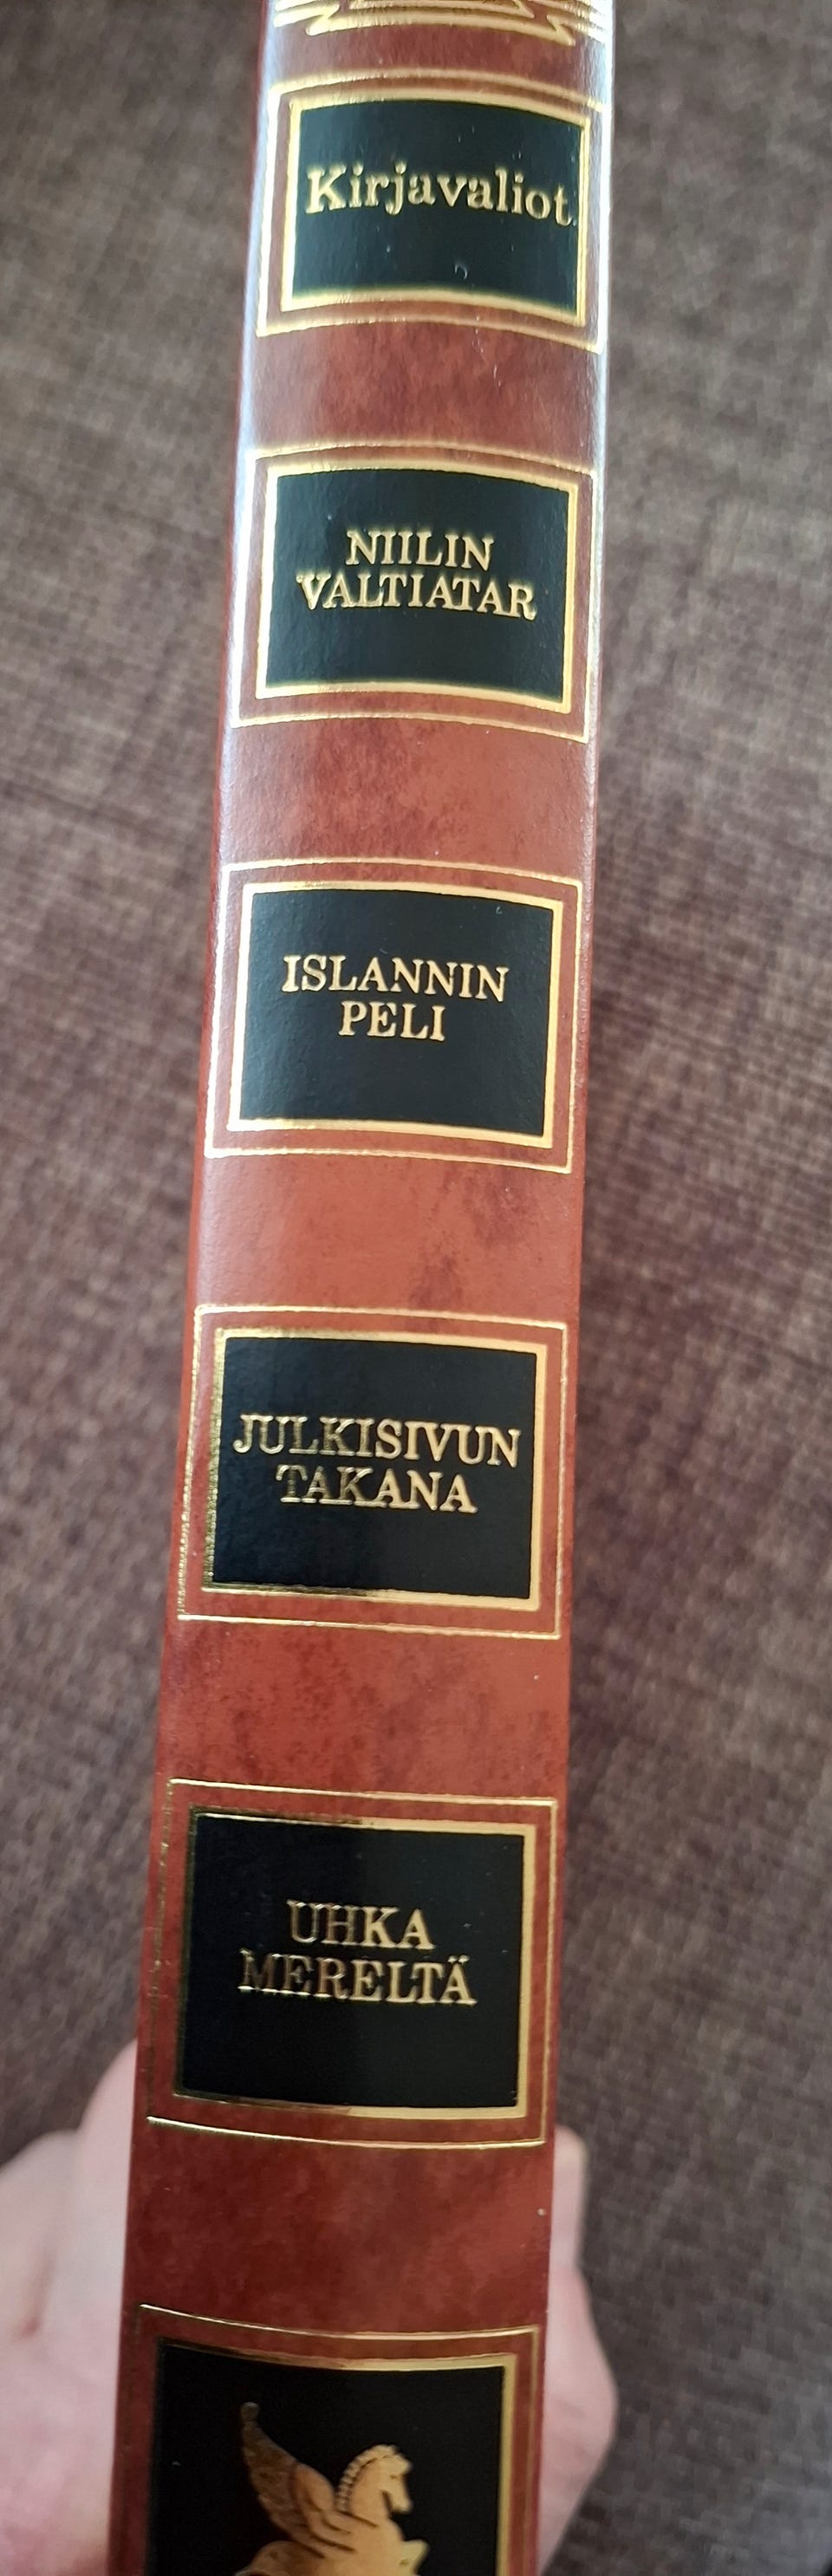 Kirjavaliot
NIILIN
VALTIATAR
ISLANNIN
PELI
JULKISIVUN
TAKANA
UHKA
MERELTÄ